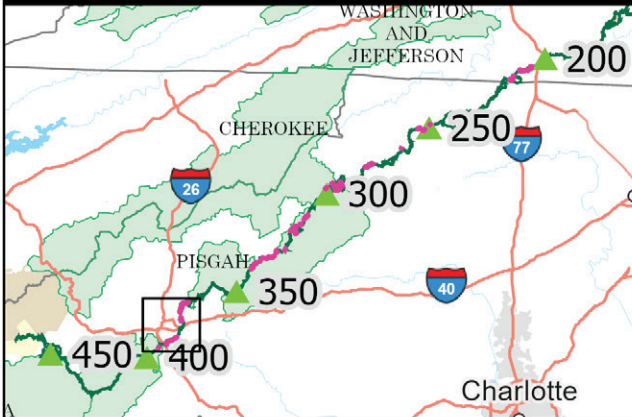 WASHINGTON
AND
JEFFERSON
200
CHEROKEE
250
77
26
300
PISGAH
350
40
450
400
Charlotte
A